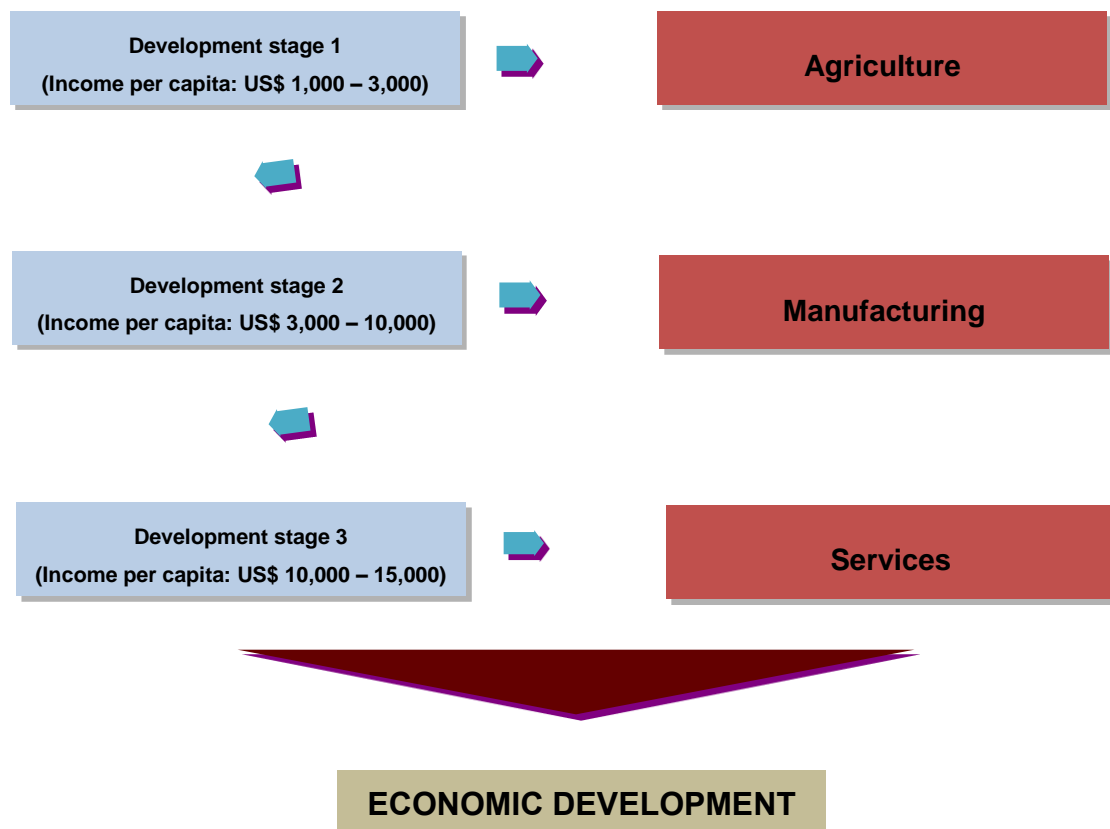 Development stage 1
(Income per capita: US$ 1,000 – 3,000)
Agriculture
Development stage 2
(Income per capita: US$ 3,000 – 10,000)
Manufacturing
Development stage 3
(Income per capita: US$ 10,000 – 15,000)
Services
ECONOMIC DEVELOPMENT